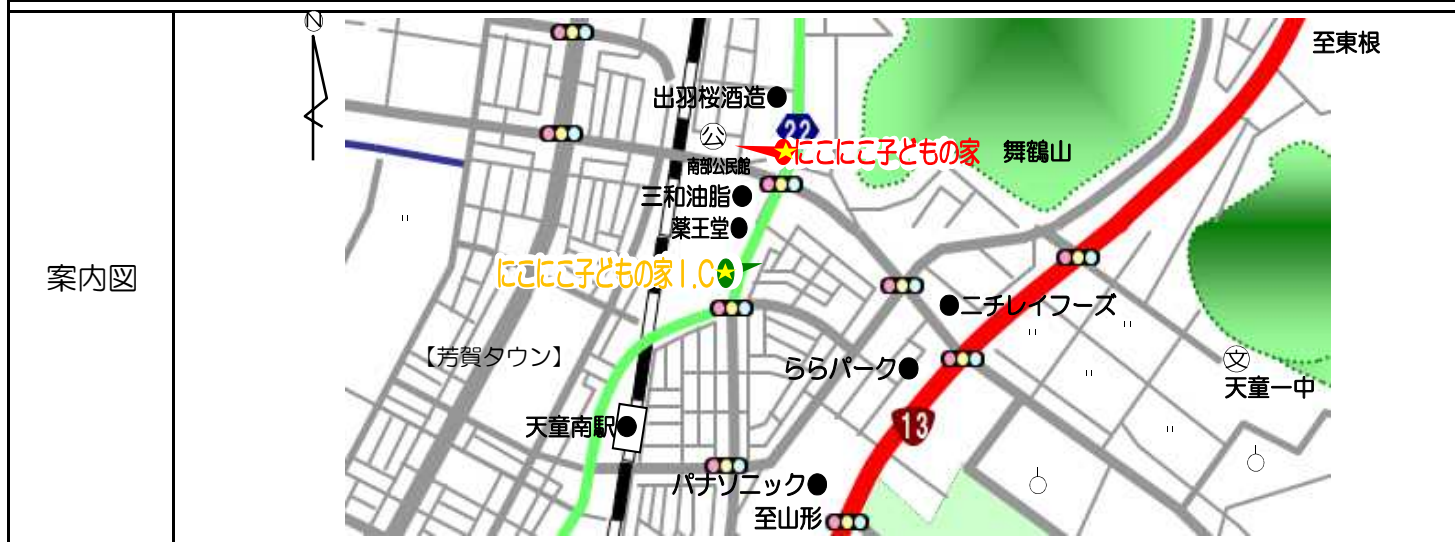 案内図
N
至東根
出羽桜酒造
22
公
にこにこ子どもの家
舞鶴山
南部公民館
三和油脂
薬王堂
にこにこ子どもの家 I.C
ニチレイフーズ
【芳賀タウン】
ららパーク
文
天童一中
天童南駅
13
パナソニック
至山形